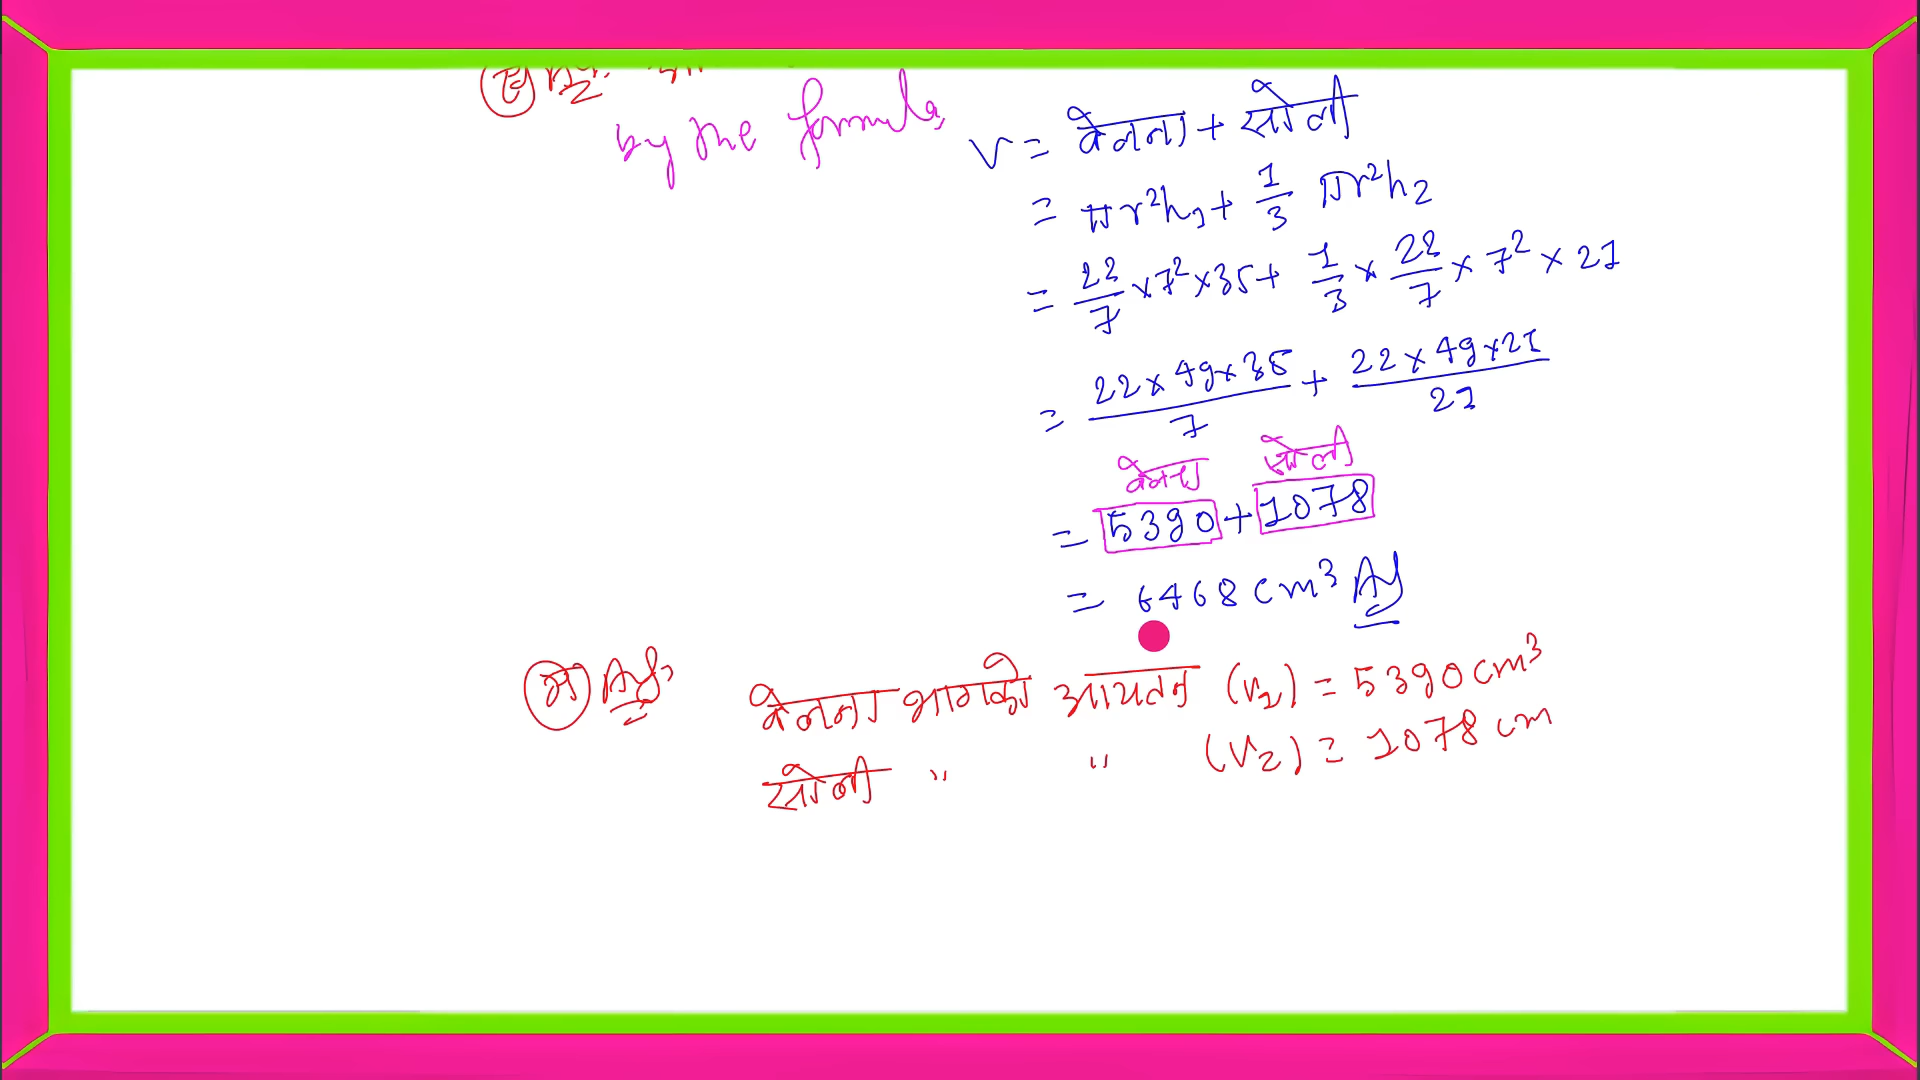 by the formula,
V = वेलना + सोली
= πr²h₁ + 1/3 πr²h₂
= 22/7 × 7² × 35 + 1/3 × 22/7 × 7² × 21
= 22 × 49 × 35 / 7 + 22 × 49 × 21 / 21
वेलना सोली
= 5390 + 1078
= 6468 cm³ Ans
Ans, वेलना भागको आयतन (V₁) = 5390 cm³
सोली " " (V₂) = 1078 cm